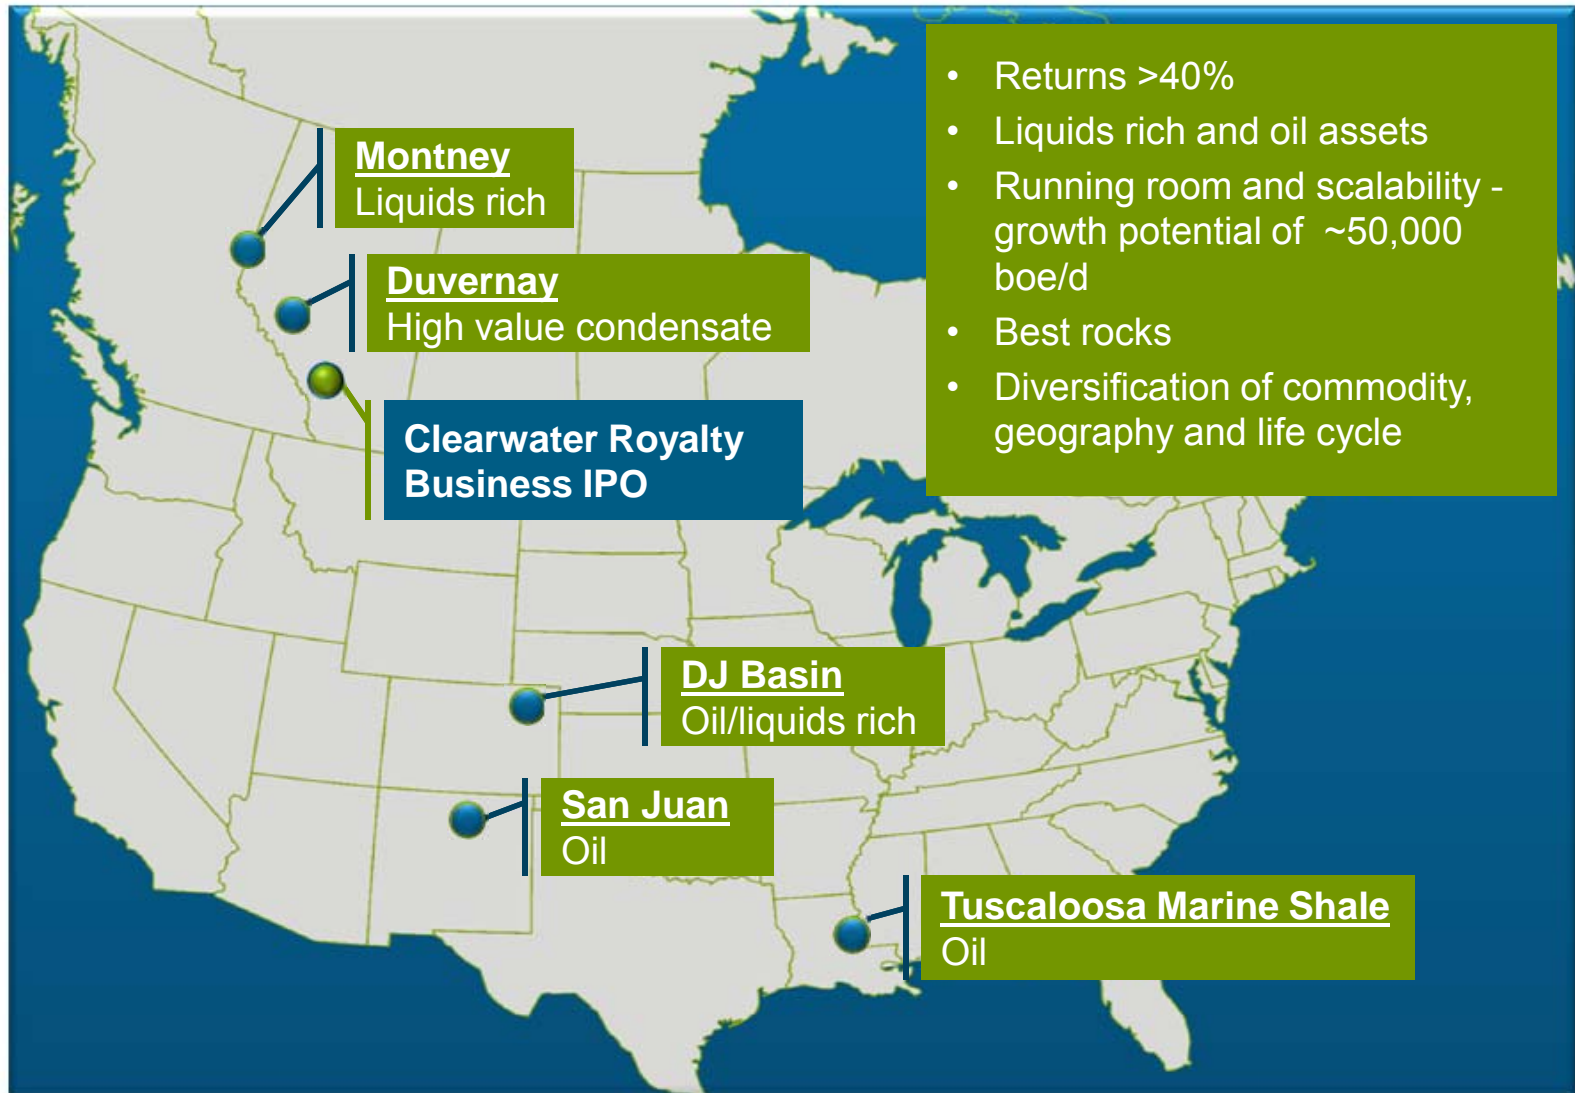 • Returns >40%
• Liquids rich and oil assets
• Running room and scalability -
growth potential of ~50,000
boe/d
• Best rocks
• Diversification of commodity,
geography and life cycle
Montney
Liquids rich
Duvernay
High value condensate
Clearwater Royalty
Business IPO
DJ Basin
Oil/liquids rich
San Juan
Oil
Tuscaloosa Marine Shale
Oil